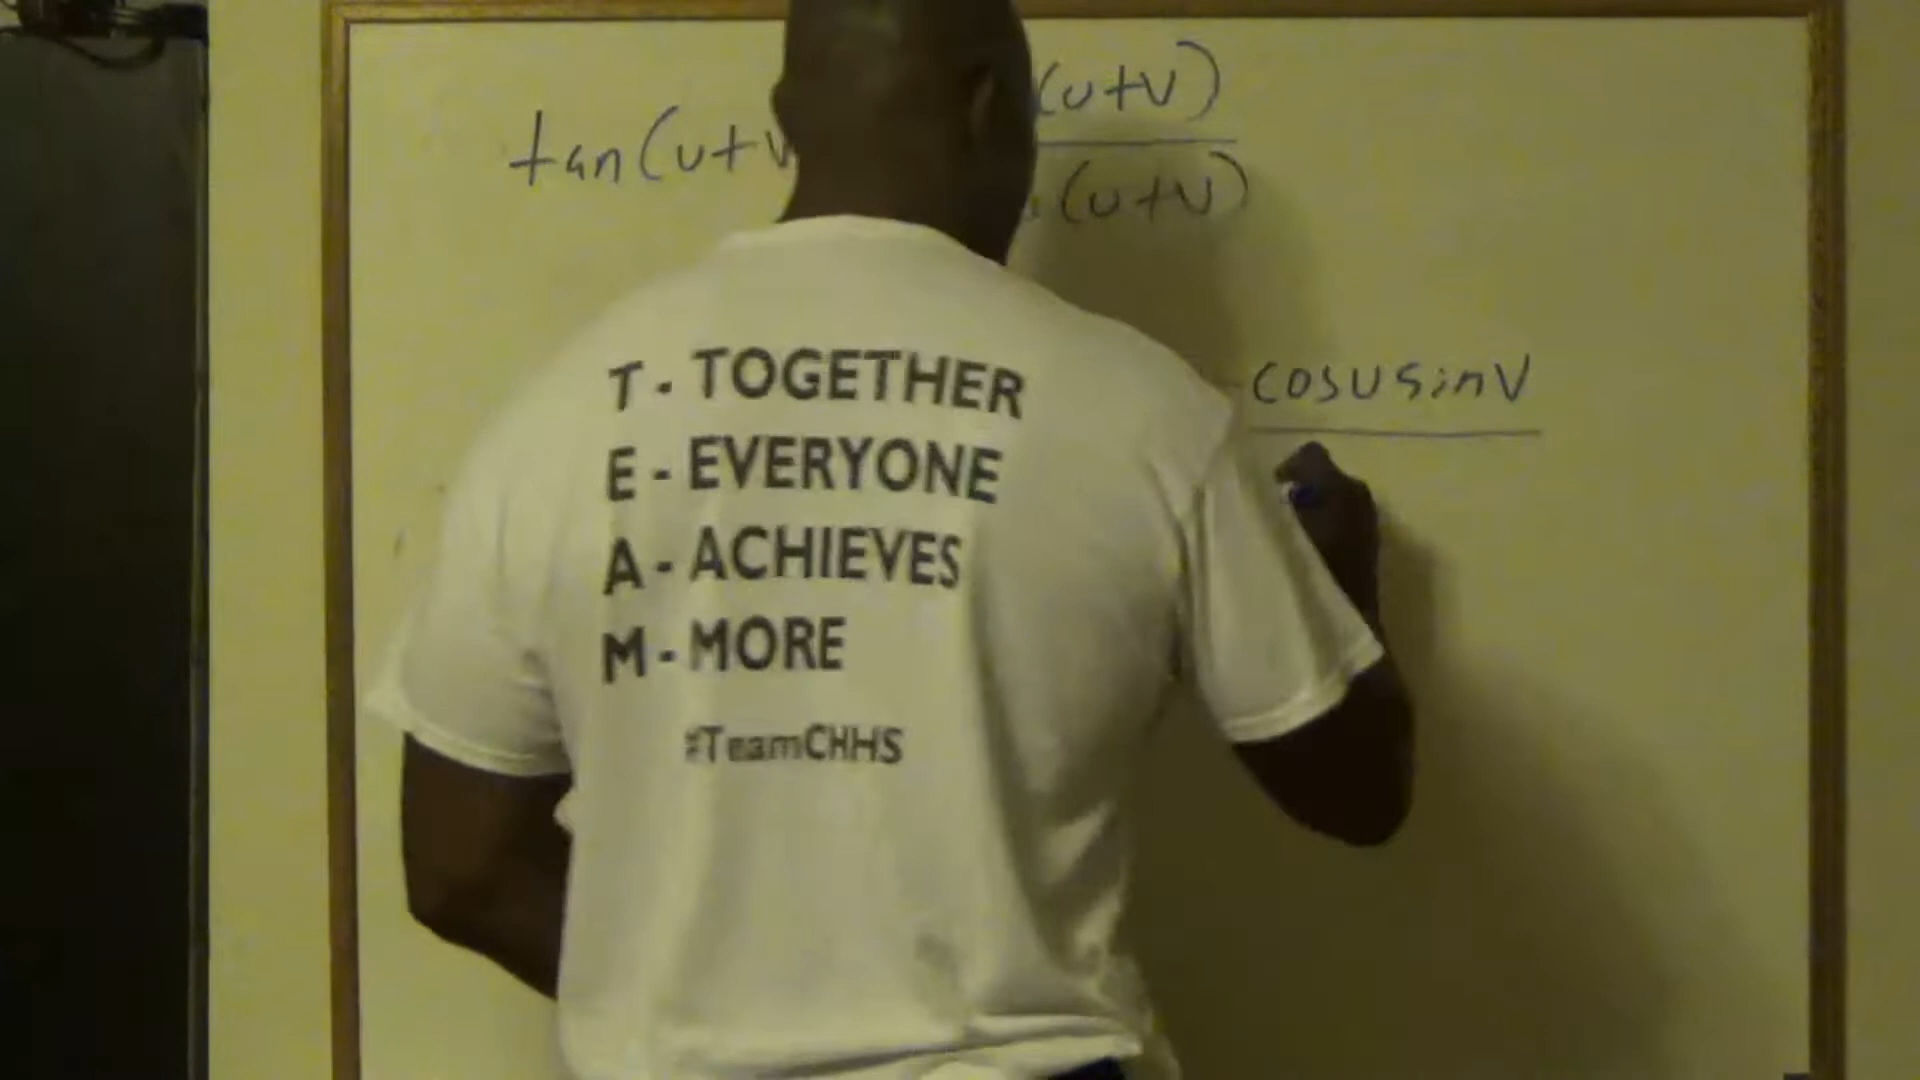 (u+v)
tan(u+v
(u+v)
cosusinv
T - TOGETHER
E - EVERYONE
A - ACHIEVES
M - MORE
#TeamCHHS